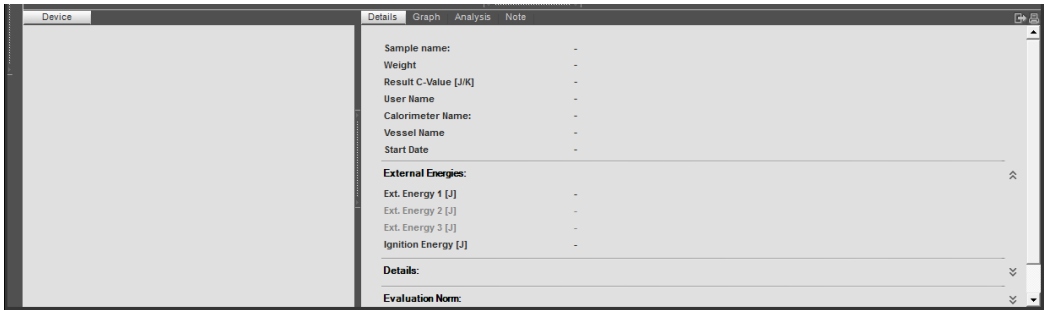 Device
Details Graph Analysis Note
Sample name: -
Weight -
Result C-Value [J/K] -
User Name -
Calorimeter Name: -
Vessel Name -
Start Date -
External Energies:
Ext. Energy 1 [J] -
Ext. Energy 2 [J] -
Ext. Energy 3 [J] -
Ignition Energy [J] -
Details:
Evaluation Norm: